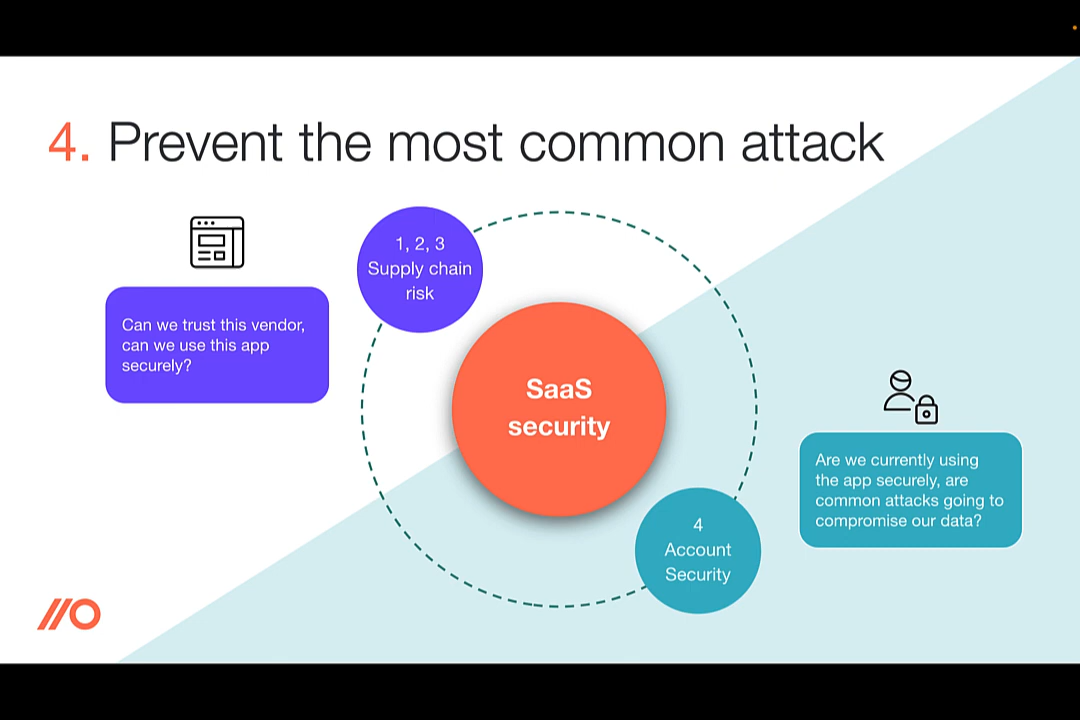 4. Prevent the most common attack
1, 2, 3
Supply chain
risk
Can we trust this vendor,
can we use this app
securely?
SaaS
security
Are we currently using
the app securely, are
common attacks going to
compromise our data?
4
Account
Security